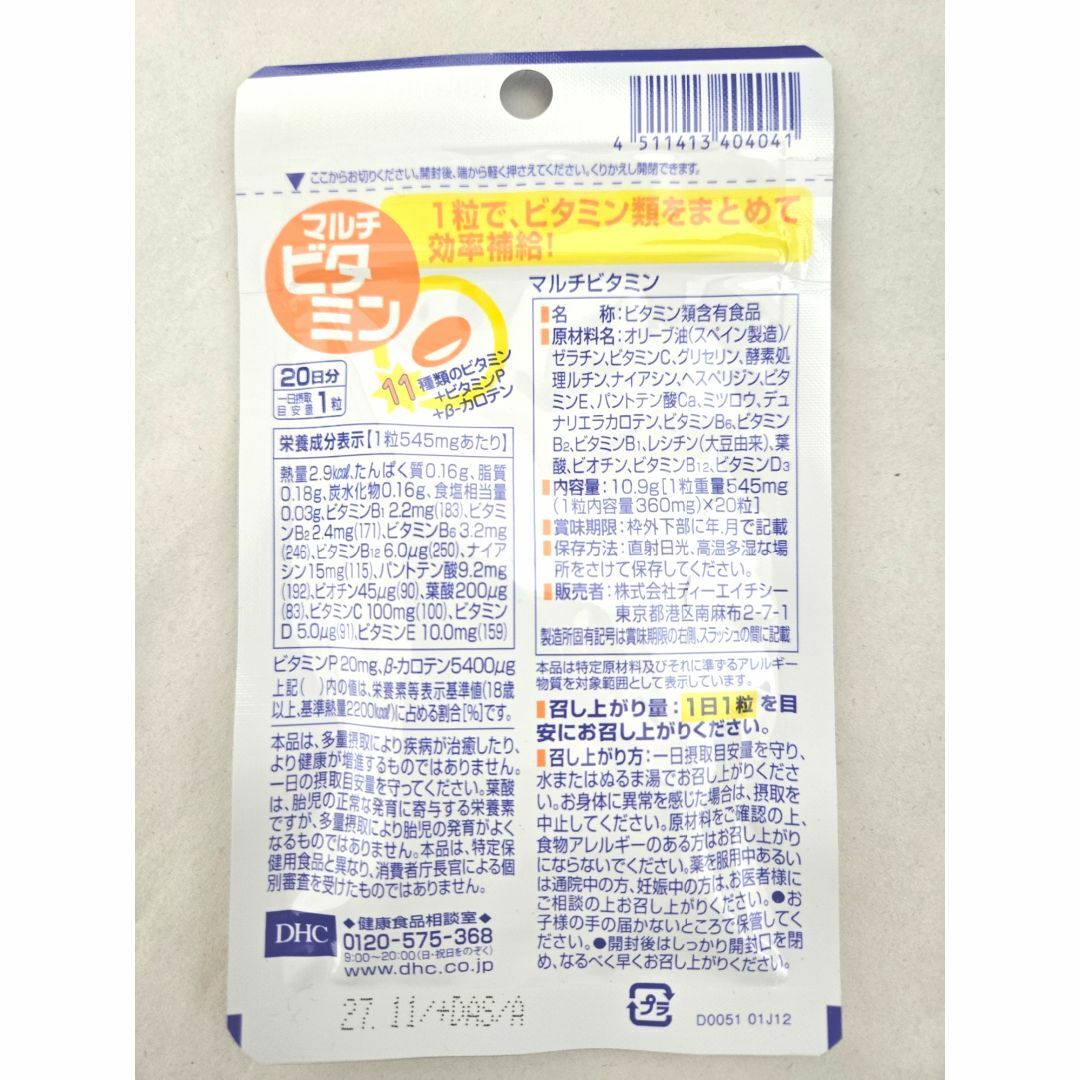 4 511413 404041
ここからお切りください。開封後、端から軽く押さえてください。くりかえし開閉できます。
マルチ
ビタ
ミン
1粒で、ビタミン類をまとめて
効率補給!
11種類のビタミン
+ビタミンP
+β-カロテン
20日分
一日摂取
目安量 1粒
栄養成分表示【1粒545mgあたり】
熱量2.9kcal、たんぱく質0.16g、脂質
0.18g、炭水化物0.16g、食塩相当量
0.03g、ビタミンB1 2.2mg(183)、ビタミ
ンB2 2.4mg(171)、ビタミンB6 3.2mg
(246)、ビタミンB12 6.0μg(250)、ナイア
シン15mg(115)、パントテン酸9.2mg
(192)、ビオチン45μg(90)、葉酸200μg
(83)、ビタミンC 100mg(100)、ビタミン
D 5.0μg(91)、ビタミンE 10.0mg(159)
ビタミンP 20mg、β-カロテン5400μg
上記( )内の値は、栄養素等表示基準値(18歳
以上、基準熱量2200kcal)に占める割合[%]です。
本品は、多量摂取により疾病が治癒したり、
より健康が増進するものではありません。
一日の摂取目安量を守ってください。葉酸
は、胎児の正常な発育に寄与する栄養素
ですが、多量摂取により胎児の発育がよく
なるものではありません。本品は、特定保
健用食品と異なり、消費者庁長官による個
別審査を受けたものではありません。
DHC
◆健康食品相談室◆
0120-575-368
9:00~20:00(日・祝日をのぞく)
www.dhc.co.jp
27. 11/+DAS/A
マルチビタミン
■名 称:ビタミン類含有食品
■原材料名:オリーブ油(スペイン製造)/
ゼラチン、ビタミンC、グリセリン、酵素処
理ルチン、ナイアシン、ヘスペリジン、ビタ
ミンE、パントテン酸Ca、ミツロウ、デュ
ナリエラカロテン、ビタミンB6、ビタミン
B2、ビタミンB1、レシチン(大豆由来)、葉
酸、ビオチン、ビタミンB12、ビタミンD3
■内容量:10.9g[1粒重量545mg
(1粒内容量360mg)×20粒]
■賞味期限:枠外下部に年.月で記載
■保存方法:直射日光、高温多湿な場
所をさけて保存してください。
■販売者:株式会社ディーエイチシー
東京都港区南麻布2-7-1
製造所固有記号は賞味期限の右側、スラッシュの間に記載
本品は特定原材料及びそれに準ずるアレルギー
物質を対象範囲として表示しています。
■召し上がり量:1日1粒を目
安にお召し上がりください。
■召し上がり方:一日摂取目安量を守り、
水またはぬるま湯でお召し上がりくださ
い。お身体に異常を感じた場合は、摂取を
中止してください。原材料をご確認の上、
食物アレルギーのある方はお召し上がり
にならないでください。薬を服用中あるい
は通院中の方、妊娠中の方は、お医者様に
ご相談の上お召し上がりください。●お
子様の手の届かないところで保管してく
ださい。●開封後はしっかり開封口を閉
め、なるべく早くお召し上がりください。
プラ
D0051 01J12